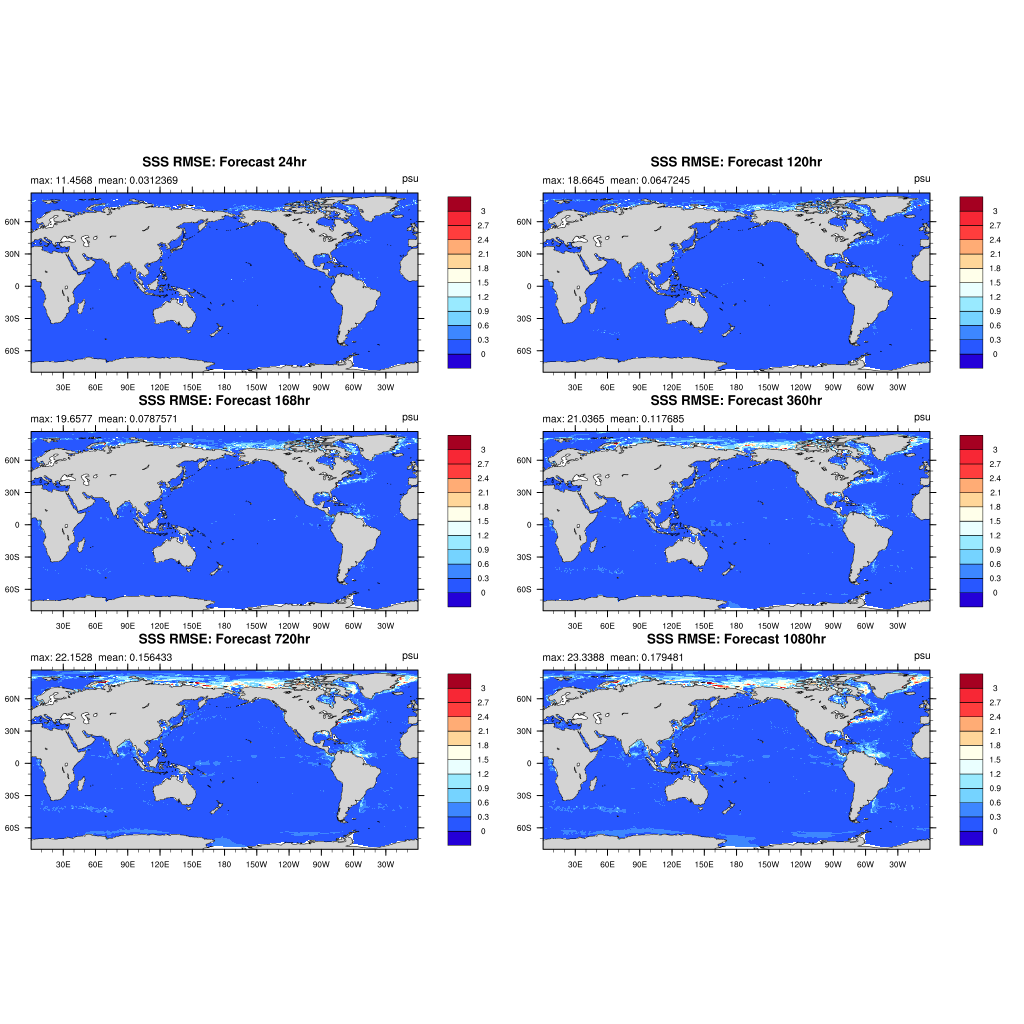 SSS RMSE: Forecast 24hr
max: 11.4568 mean: 0.0312369 psu
60N
30N
0
30S
60S
30E 60E 90E 120E 150E 180 150W 120W 90W 60W 30W
3
2.7
2.4
2.1
1.8
1.5
1.2
0.9
0.6
0.3
0
SSS RMSE: Forecast 120hr
max: 18.6645 mean: 0.0647245 psu
60N
30N
0
30S
60S
30E 60E 90E 120E 150E 180 150W 120W 90W 60W 30W
3
2.7
2.4
2.1
1.8
1.5
1.2
0.9
0.6
0.3
0
SSS RMSE: Forecast 168hr
max: 19.6577 mean: 0.0787571 psu
60N
30N
0
30S
60S
30E 60E 90E 120E 150E 180 150W 120W 90W 60W 30W
3
2.7
2.4
2.1
1.8
1.5
1.2
0.9
0.6
0.3
0
SSS RMSE: Forecast 360hr
max: 21.0365 mean: 0.117685 psu
60N
30N
0
30S
60S
30E 60E 90E 120E 150E 180 150W 120W 90W 60W 30W
3
2.7
2.4
2.1
1.8
1.5
1.2
0.9
0.6
0.3
0
SSS RMSE: Forecast 720hr
max: 22.1528 mean: 0.156433 psu
60N
30N
0
30S
60S
30E 60E 90E 120E 150E 180 150W 120W 90W 60W 30W
3
2.7
2.4
2.1
1.8
1.5
1.2
0.9
0.6
0.3
0
SSS RMSE: Forecast 1080hr
max: 23.3388 mean: 0.179481 psu
60N
30N
0
30S
60S
30E 60E 90E 120E 150E 180 150W 120W 90W 60W 30W
3
2.7
2.4
2.1
1.8
1.5
1.2
0.9
0.6
0.3
0